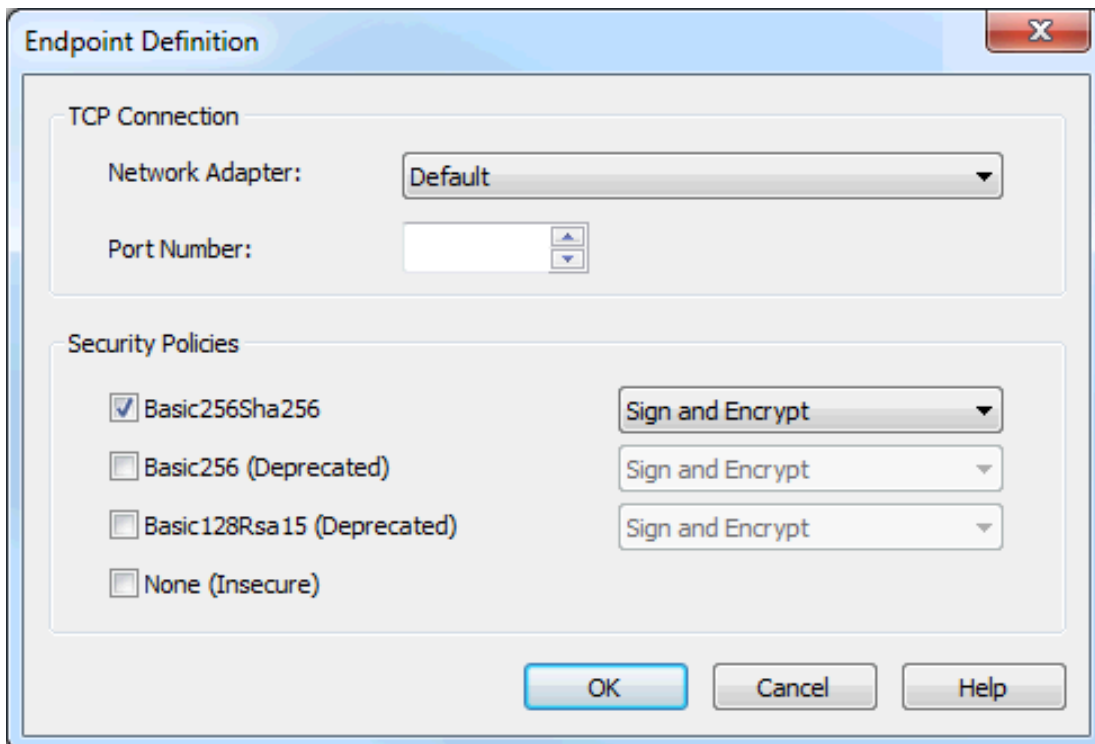 Endpoint Definition
TCP Connection
Network Adapter: Default
Port Number:
Security Policies
Basic256Sha256 Sign and Encrypt
Basic256 (Deprecated) Sign and Encrypt
Basic128Rsa15 (Deprecated) Sign and Encrypt
None (Insecure)
OK Cancel Help